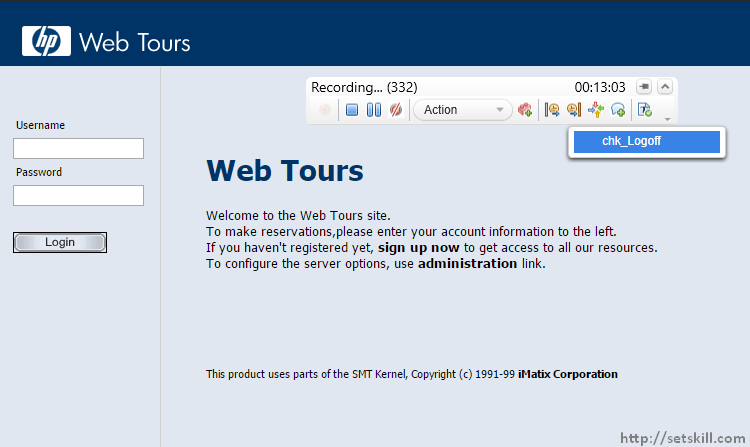 hp Web Tours
Recording... (332) 00:13:03
Action
chk_Logoff
Username
Password
Login
Web Tours
Welcome to the Web Tours site.
To make reservations,please enter your account information to the left.
If you haven't registered yet, sign up now to get access to all our resources.
To configure the server options, use administration link.
This product uses parts of the SMT Kernel, Copyright (c) 1991-99 iMatix Corporation
http://setskill.com